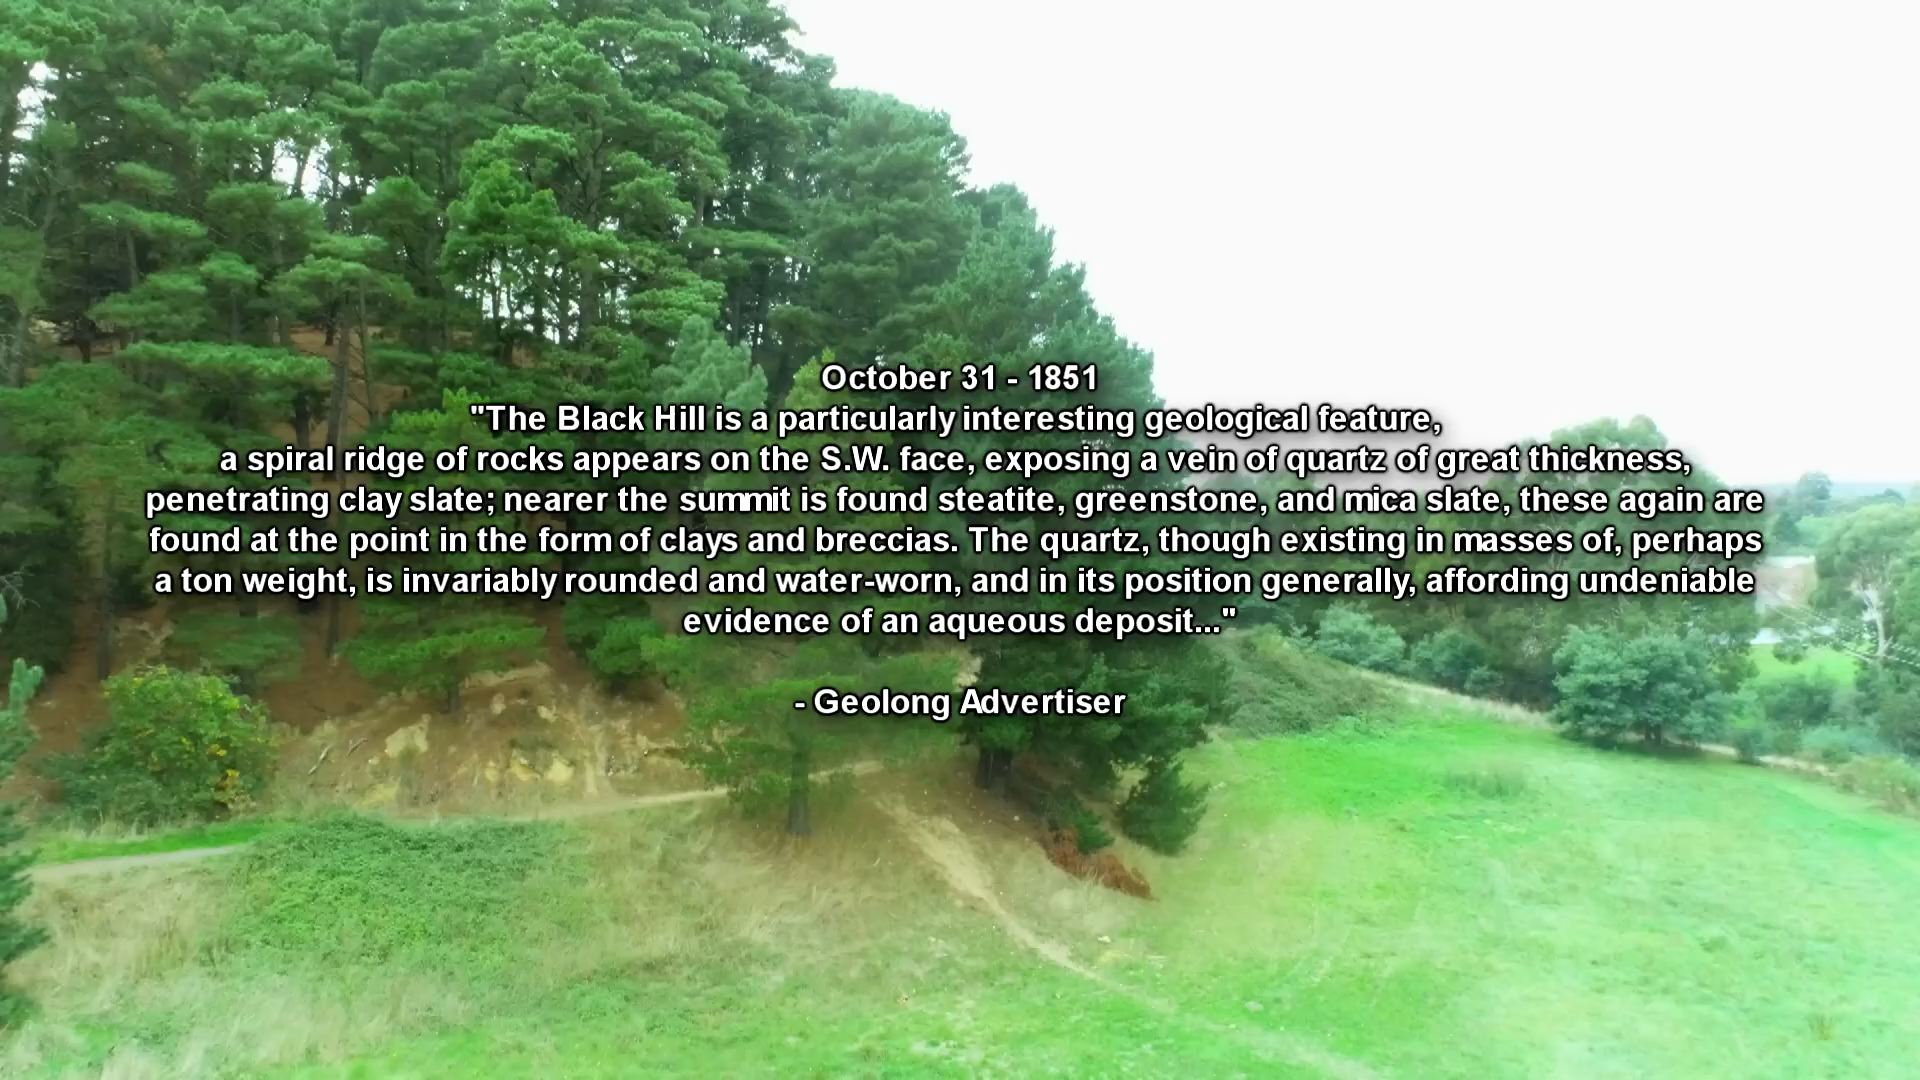 October 31 - 1851
"The Black Hill is a particularly interesting geological feature,
a spiral ridge of rocks appears on the S.W. face, exposing a vein of quartz of great thickness,
penetrating clay slate; nearer the summit is found steatite, greenstone, and mica slate, these again are
found at the point in the form of clays and breccias. The quartz, though existing in masses of, perhaps
a ton weight, is invariably rounded and water-worn, and in its position generally, affording undeniable
evidence of an aqueous deposit..."
- Geolong Advertiser